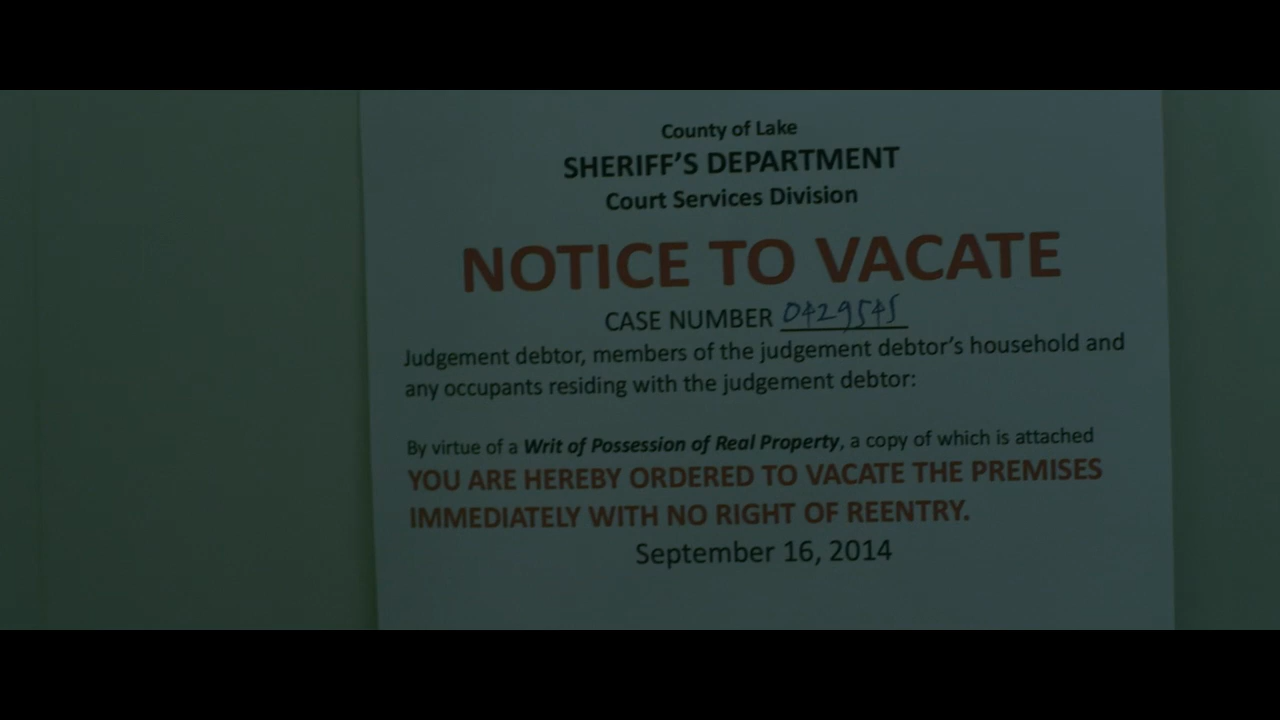 County of Lake
SHERIFF'S DEPARTMENT
Court Services Division
NOTICE TO VACATE
CASE NUMBER 0429545
Judgement debtor, members of the judgement debtor's household and
any occupants residing with the judgement debtor:
By virtue of a Writ of Possession of Real Property, a copy of which is attached
YOU ARE HEREBY ORDERED TO VACATE THE PREMISES
IMMEDIATELY WITH NO RIGHT OF REENTRY.
September 16, 2014